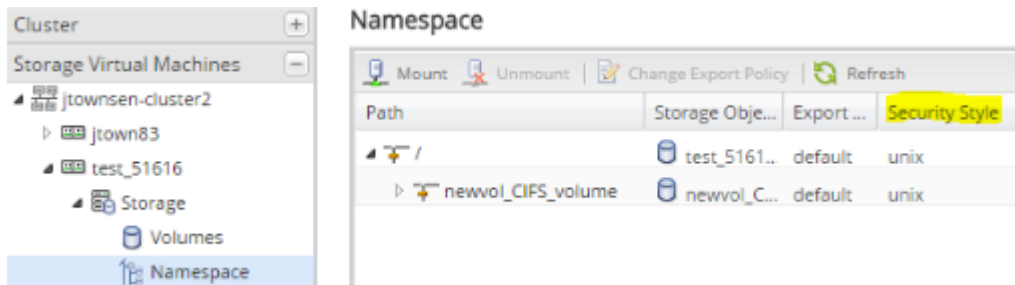 Cluster
Storage Virtual Machines
jtownsen-cluster2
jtown83
test_51616
Storage
Volumes
Namespace
Namespace
Mount Unmount Change Export Policy Refresh
Path Storage Obje... Export ... Security Style
/ test_5161... default unix
newvol_CIFS_volume newvol_C... default unix